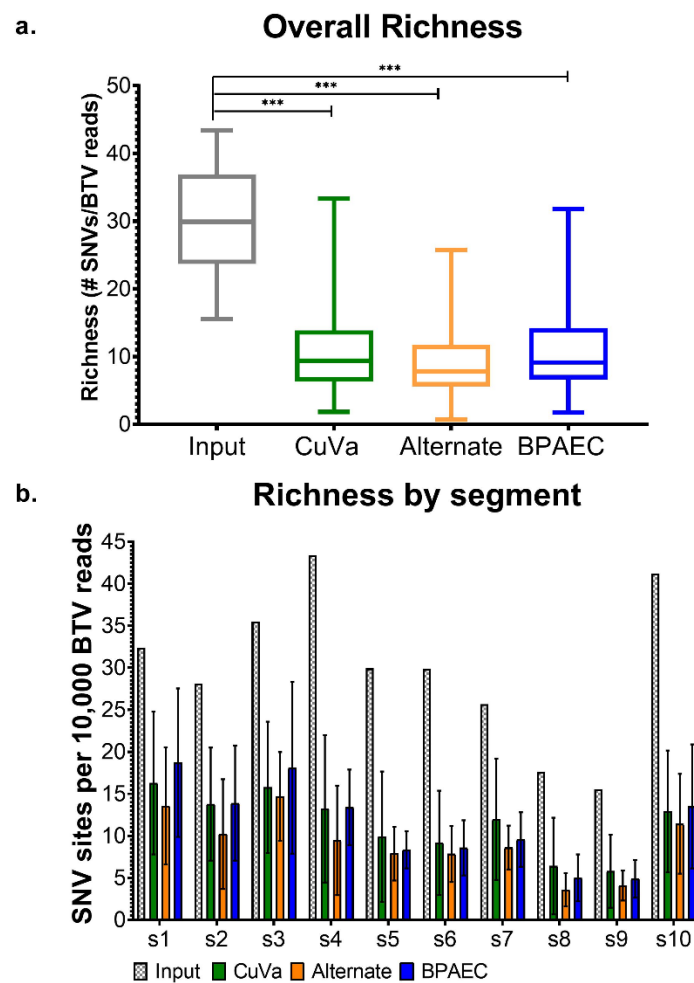 a.
Overall Richness
Richness (# SNVs/BTV reads)
50
40
30
20
10
0
***
***
***
Input CuVa Alternate BPAEC
b.
Richness by segment
SNV sites per 10,000 BTV reads
45
40
35
30
25
20
15
10
5
0
s1 s2 s3 s4 s5 s6 s7 s8 s9 s10
Input CuVa Alternate BPAEC